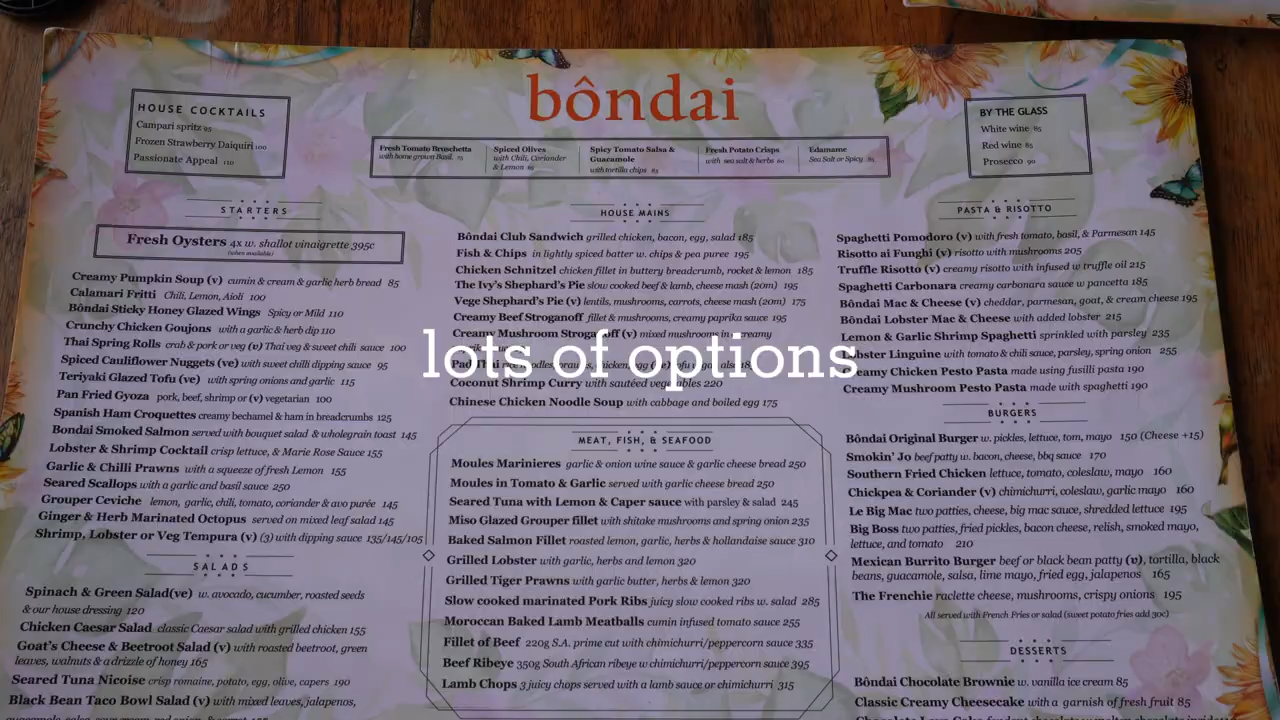 bôndai
HOUSE COCKTAILS
Campari spritz 95
Frozen Strawberry Daiquiri 100
Passionate Appeal 110
Fresh Tomato Bruschetta
with home grown Basil 75
Spiced Olives
with Chili, Coriander
& Lemon 65
Spicy Tomato Salsa &
Guacamole
with tortilla chips 85
Fresh Potato Crisps
with sea salt & herbs 60
Edamame
Sea Salt or Spicy 85
BY THE GLASS
White wine 85
Red wine 85
Prosecco 90
STARTERS
Fresh Oysters 4x w. shallot vinaigrette 395c
(when available)
Creamy Pumpkin Soup (v) cumin & cream & garlic herb bread 85
Calamari Fritti Chili, Lemon, Aioli 100
Bôndai Sticky Honey Glazed Wings Spicy or Mild 110
Crunchy Chicken Goujons with a garlic & herb dip 110
Thai Spring Rolls crab & pork or veg (v) Thai veg & sweet chili sauce 100
Spiced Cauliflower Nuggets (ve) with sweet chilli dipping sauce 95
Teriyaki Glazed Tofu (ve) with spring onions and garlic 115
Pan Fried Gyoza pork, beef, shrimp or (v) vegetarian 100
Spanish Ham Croquettes creamy bechamel & ham in breadcrumbs 125
Bondai Smoked Salmon served with bouquet salad & wholegrain toast 145
Lobster & Shrimp Cocktail crisp lettuce, & Marie Rose Sauce 155
Garlic & Chilli Prawns with a squeeze of fresh Lemon 155
Seared Scallops with a garlic and basil sauce 250
Grouper Ceviche lemon, garlic, chili, tomato, coriander & avo purée 145
Ginger & Herb Marinated Octopus served on mixed leaf salad 145
Shrimp, Lobster or Veg Tempura (v) (3) with dipping sauce 135/145/105
SALADS
Spinach & Green Salad(ve) w. avocado, cucumber, roasted seeds
& our house dressing 120
Chicken Caesar Salad classic Caesar salad with grilled chicken 155
Goat's Cheese & Beetroot Salad (v) with roasted beetroot, green
leaves, walnuts & a drizzle of honey 165
Seared Tuna Nicoise crisp romaine, potato, egg, olive, capers 190
Black Bean Taco Bowl Salad (v) with mixed leaves, jalapenos,
HOUSE MAINS
Bôndai Club Sandwich grilled chicken, bacon, egg, salad 185
Fish & Chips in lightly spiced batter w. chips & pea puree 195
Chicken Schnitzel chicken fillet in buttery breadcrumb, rocket & lemon 185
The Ivy's Shephard's Pie slow cooked beef & lamb, cheese mash (20m) 195
Vege Shephard's Pie (v) lentils, mushrooms, carrots, cheese mash (20m) 175
Creamy Beef Stroganoff fillet & mushrooms, creamy paprika sauce 195
Creamy Mushroom Stroganoff (v) mixed mushrooms in creamy
lots of options
Coconut Shrimp Curry with sautéed vegetables 220
Chinese Chicken Noodle Soup with cabbage and boiled egg 175
MEAT, FISH, & SEAFOOD
Moules Marinieres garlic & onion wine sauce & garlic cheese bread 250
Moules in Tomato & Garlic served with garlic cheese bread 250
Seared Tuna with Lemon & Caper sauce with parsley & salad 245
Miso Glazed Grouper fillet with shitake mushrooms and spring onion 235
Baked Salmon Fillet roasted lemon, garlic, herbs & hollandaise sauce 310
Grilled Lobster with garlic, herbs and lemon 320
Grilled Tiger Prawns with garlic butter, herbs & lemon 320
Slow cooked marinated Pork Ribs juicy slow cooked ribs w. salad 285
Moroccan Baked Lamb Meatballs cumin infused tomato sauce 255
Fillet of Beef 220g S.A. prime cut with chimichurri/peppercorn sauce 335
Beef Ribeye 350g South African ribeye w chimichurri/peppercorn sauce 395
Lamb Chops 3 juicy chops served with a lamb sauce or chimichurri 315
PASTA & RISOTTO
Spaghetti Pomodoro (v) with fresh tomato, basil, & Parmesan 145
Risotto ai Funghi (v) risotto with mushrooms 205
Truffle Risotto (v) creamy risotto with infused w truffle oil 215
Spaghetti Carbonara creamy carbonara sauce w pancetta 185
Bôndai Mac & Cheese (v) cheddar, parmesan, goat, & cream cheese 195
Bôndai Lobster Mac & Cheese with added lobster 215
Lemon & Garlic Shrimp Spaghetti sprinkled with parsley 235
Lobster Linguine with tomato & chili sauce, parsley, spring onion 255
Creamy Chicken Pesto Pasta made using fusilli pasta 190
Creamy Mushroom Pesto Pasta made with spaghetti 190
BURGERS
Bôndai Original Burger w. pickles, lettuce, tom, mayo 150 (Cheese +15)
Smokin' Jo beef patty w. bacon, cheese, bbq sauce 170
Southern Fried Chicken lettuce, tomato, coleslaw, mayo 160
Chickpea & Coriander (v) chimichurri, coleslaw, garlic mayo 160
Le Big Mac two patties, cheese, big mac sauce, shredded lettuce 195
Big Boss two patties, fried pickles, bacon cheese, relish, smoked mayo,
lettuce, and tomato 210
Mexican Burrito Burger beef or black bean patty (v), tortilla, black
beans, guacamole, salsa, lime mayo, fried egg, jalapenos 165
The Frenchie raclette cheese, mushrooms, crispy onions 195
All served with French Fries or salad (sweet potato fries add 30c)
DESSERTS
Bôndai Chocolate Brownie w. vanilla ice cream 85
Classic Creamy Cheesecake with a garnish of fresh fruit 85